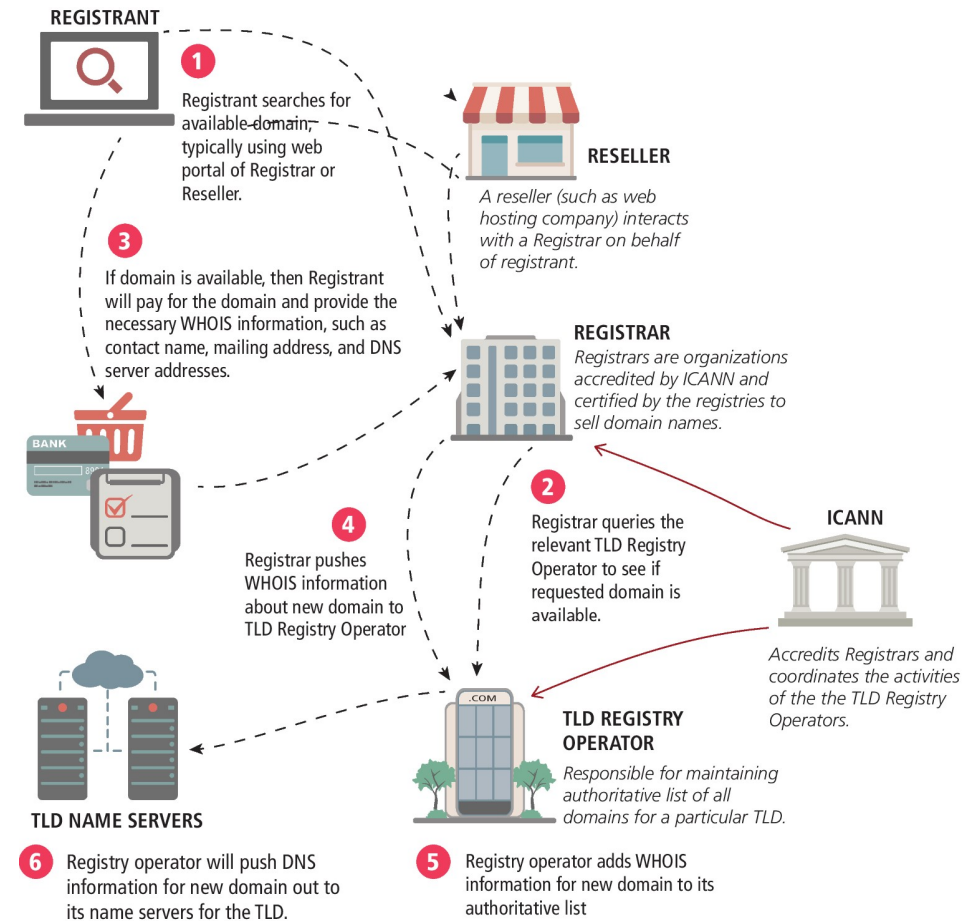 REGISTRANT
1
Registrant searches for
available domain,
typically using web
portal of Registrar or
Reseller.
RESELLER
A reseller (such as web
hosting company) interacts
with a Registrar on behalf
of registrant.
3
If domain is available, then Registrant
will pay for the domain and provide the
necessary WHOIS information, such as
contact name, mailing address, and DNS
server addresses.
REGISTRAR
Registrars are organizations
accredited by ICANN and
certified by the registries to
sell domain names.
BANK
2
Registrar queries the
relevant TLD Registry
Operator to see if
requested domain is
available.
4
Registrar pushes
WHOIS information
about new domain to
TLD Registry Operator
ICANN
Accredits Registrars and
coordinates the activities
of the the TLD Registry
Operators.
.COM
TLD REGISTRY
OPERATOR
Responsible for maintaining
authoritative list of all
domains for a particular TLD.
TLD NAME SERVERS
6
Registry operator will push DNS
information for new domain out to
its name servers for the TLD.
5
Registry operator adds WHOIS
information for new domain to its
authoritative list